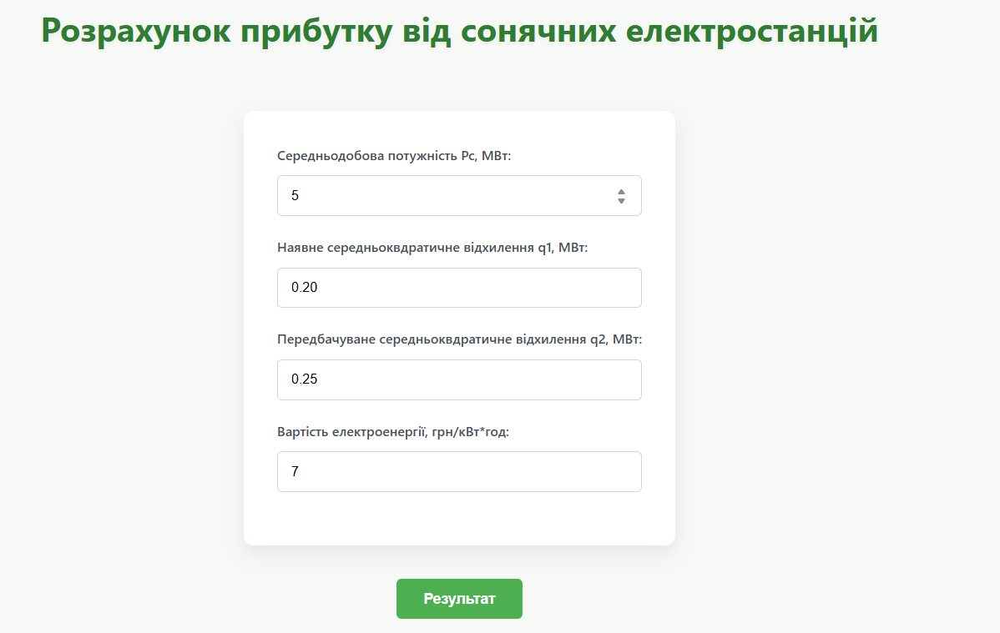 Розрахунок прибутку від сонячних електростанцій
Середньодобова потужність Pc, МВт:
5
Наявне середньоквдратичне відхилення q1, МВт:
0.20
Передбачуване середньоквдратичне відхилення q2, МВт:
0.25
Вартість електроенергії, грн/кВт*год:
7
Результат